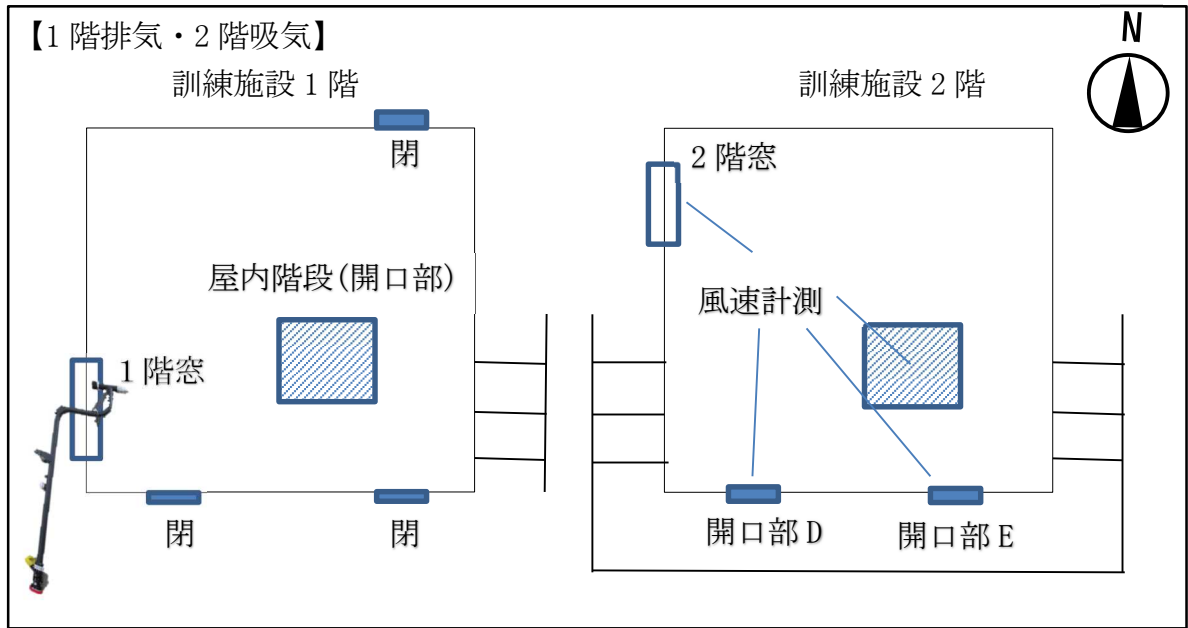 【1階排気・2階吸気】
N
訓練施設1階
訓練施設2階
閉
2階窓
屋内階段(開口部)
風速計測
1階窓
閉
閉
開口部D
開口部E